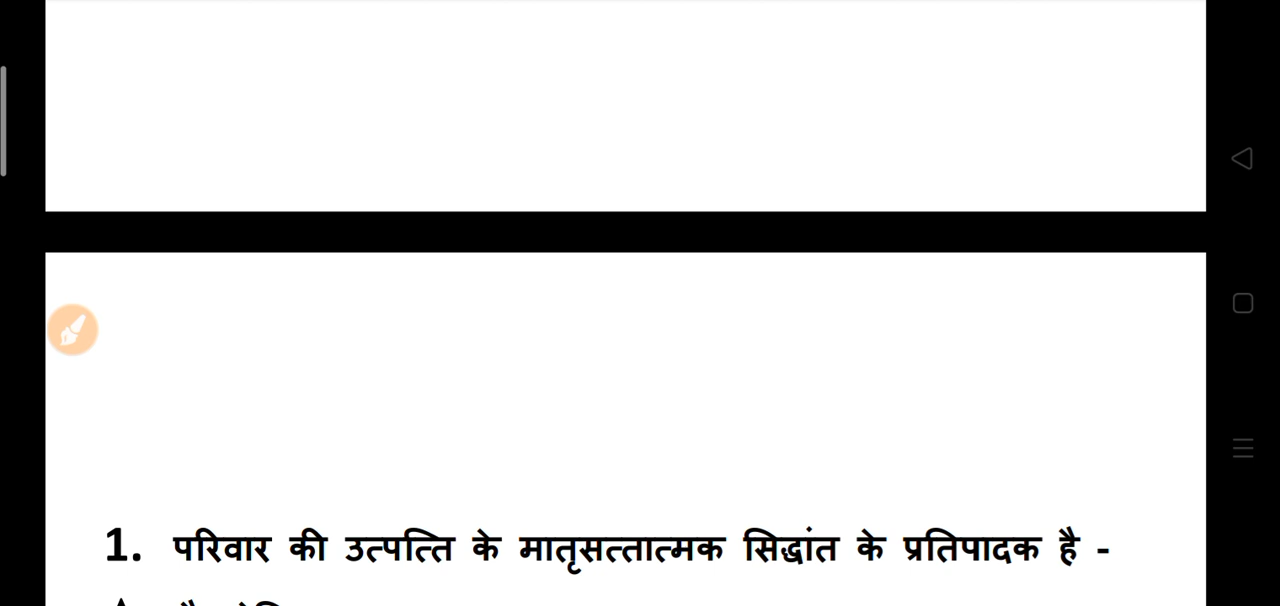 1. परिवार की उत्पत्ति के मातृसत्तात्मक सिद्धांत के प्रतिपादक है -